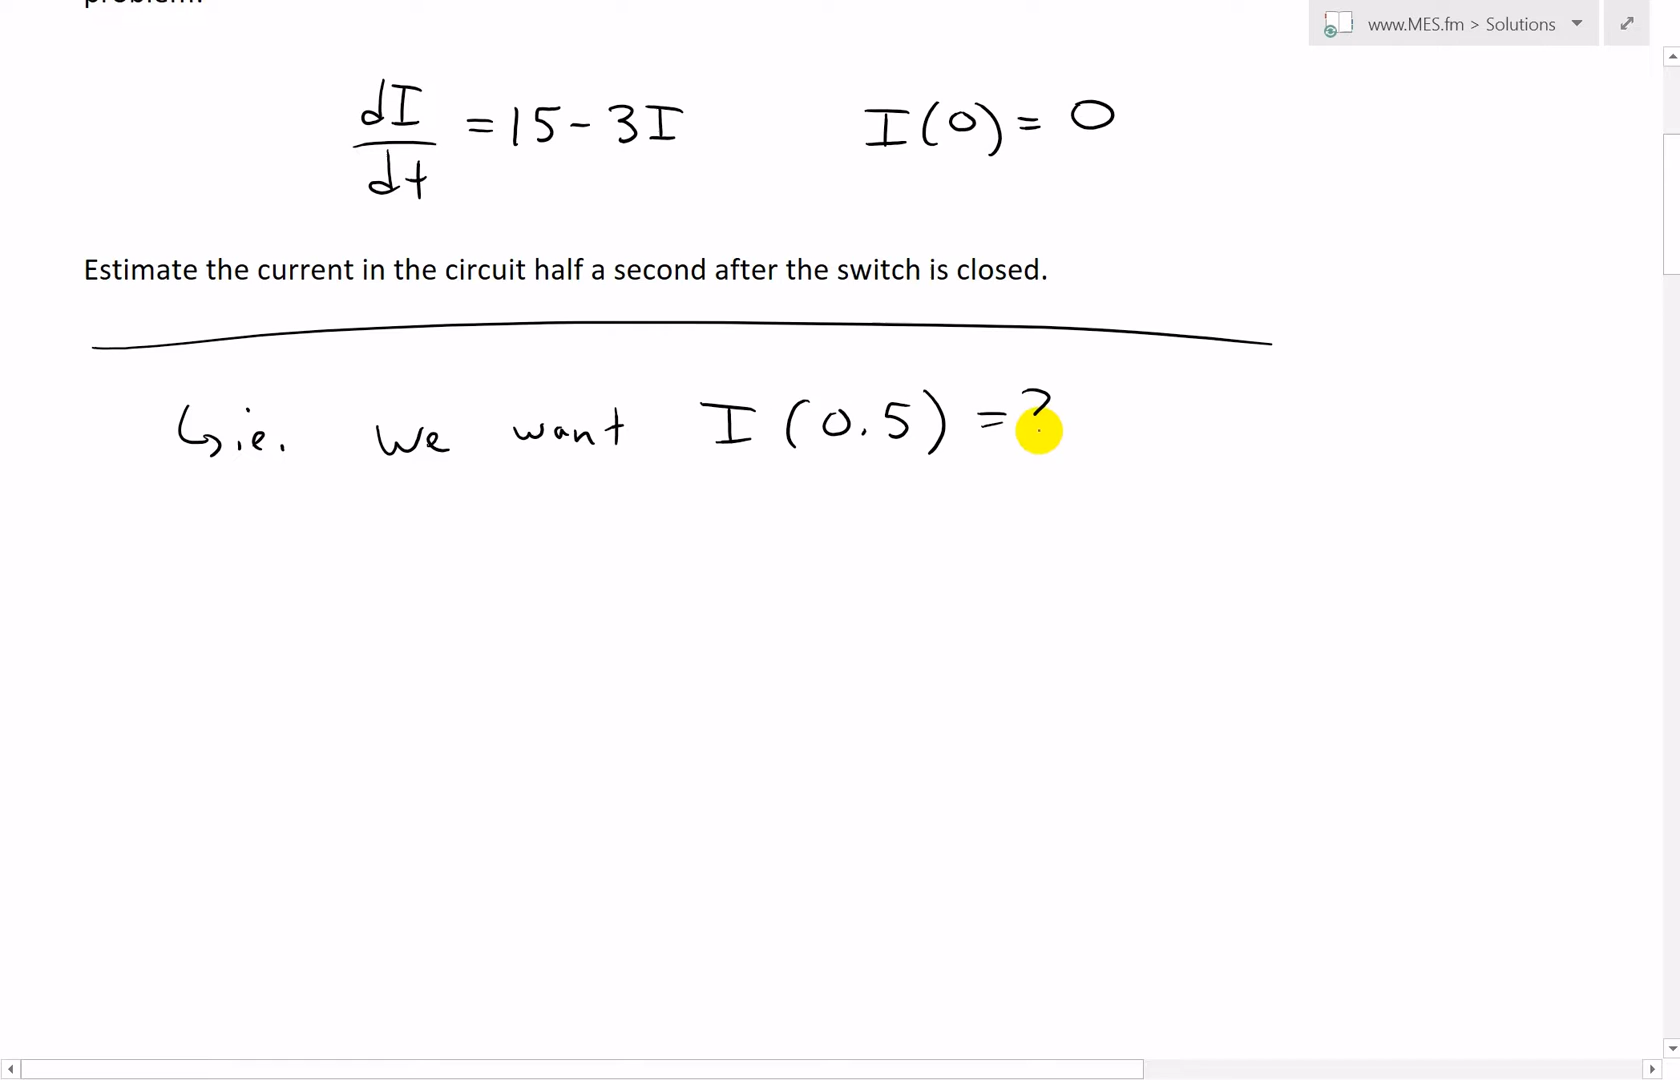 problem.
www.MES.fm > Solutions
dI/dt = 15 - 3I I(0) = 0
Estimate the current in the circuit half a second after the switch is closed.
↳ i.e. We want I(0.5) = ?